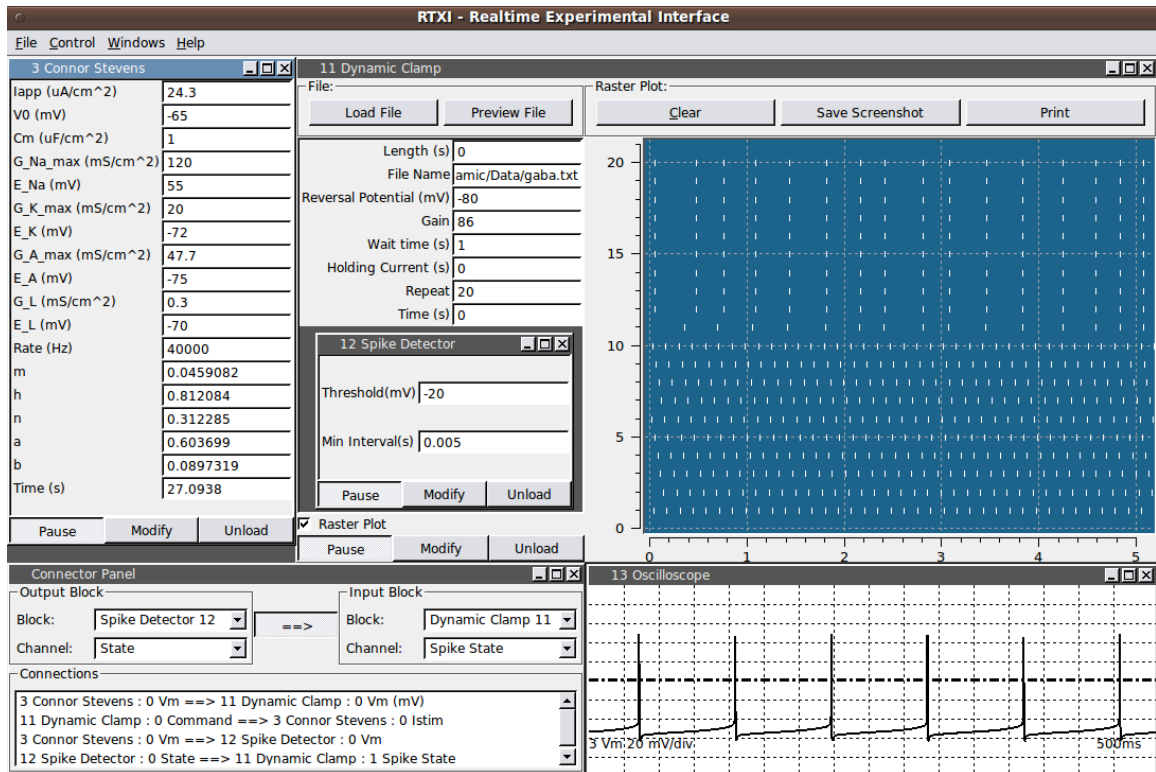 RTXI - Realtime Experimental Interface
File Control Windows Help
3 Connor Stevens
Iapp (uA/cm^2) 24.3
V0 (mV) -65
Cm (uF/cm^2) 1
G_Na_max (mS/cm^2) 120
E_Na (mV) 55
G_K_max (mS/cm^2) 20
E_K (mV) -72
G_A_max (mS/cm^2) 47.7
E_A (mV) -75
G_L (mS/cm^2) 0.3
E_L (mV) -70
Rate (Hz) 40000
m 0.0459082
h 0.812084
n 0.312285
a 0.603699
b 0.0897319
Time (s) 27.0938
Pause Modify Unload
11 Dynamic Clamp
File:
Load File Preview File
Raster Plot:
Clear Save Screenshot Print
Length (s) 0
File Name amic/Data/gaba.txt
Reversal Potential (mV) -80
Gain 86
Wait time (s) 1
Holding Current (s) 0
Repeat 20
Time (s) 0
12 Spike Detector
Threshold(mV) -20
Min Interval(s) 0.005
Pause Modify Unload
Raster Plot
Pause Modify Unload
20
15
10
5
0
0 1 2 3 4 5
Connector Panel
Output Block
Block: Spike Detector 12
Channel: State
==>
Input Block
Block: Dynamic Clamp 11
Channel: Spike State
Connections
3 Connor Stevens : 0 Vm ==> 11 Dynamic Clamp : 0 Vm (mV)
11 Dynamic Clamp : 0 Command ==> 3 Connor Stevens : 0 Istim
3 Connor Stevens : 0 Vm ==> 12 Spike Detector : 0 Vm
12 Spike Detector : 0 State ==> 11 Dynamic Clamp : 1 Spike State
13 Oscilloscope
3 Vm 20 mV/div 500ms